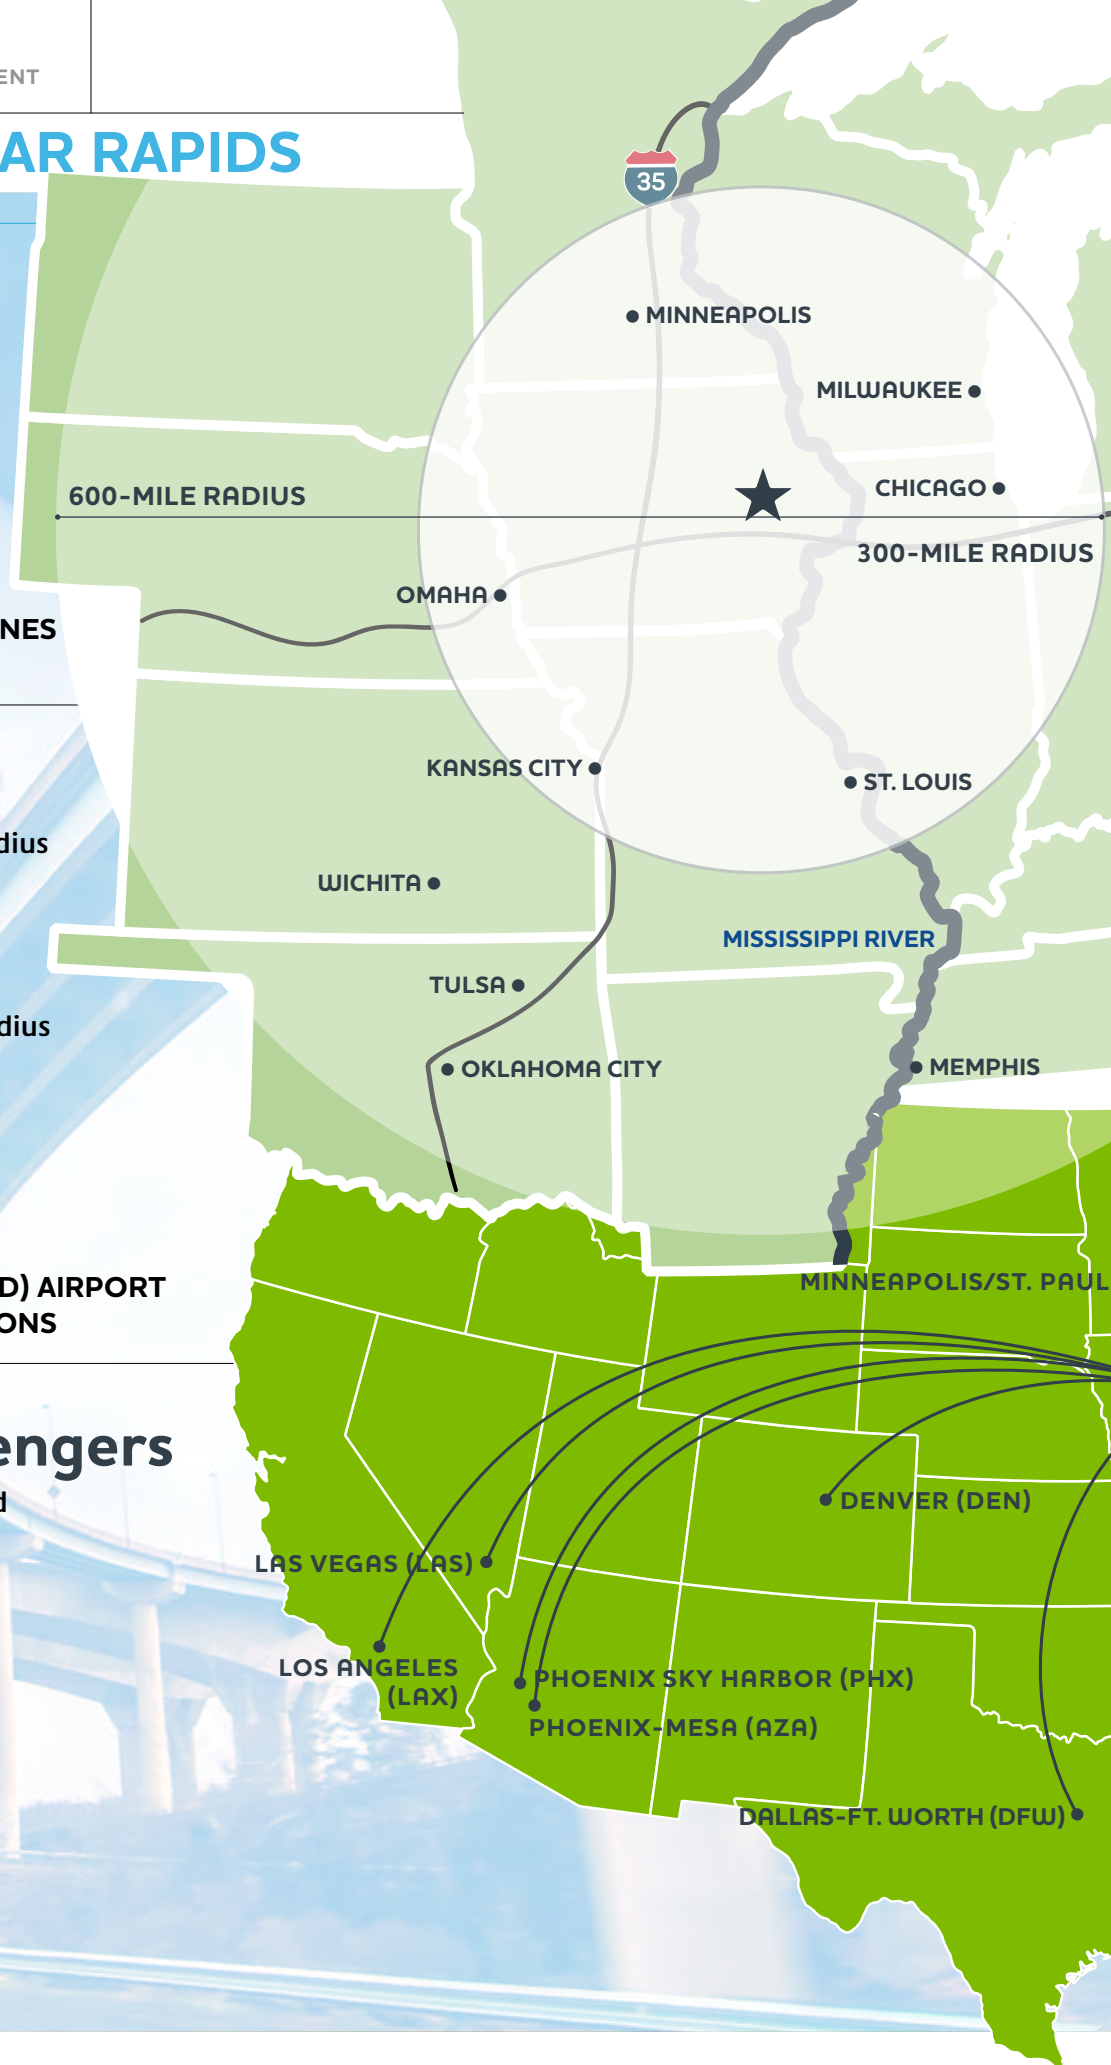 ENT
AR RAPIDS
35
MINNEAPOLIS
MILWAUKEE
600-MILE RADIUS
CHICAGO
300-MILE RADIUS
OMAHA
NES
KANSAS CITY
ST. LOUIS
dius
WICHITA
MISSISSIPPI RIVER
TULSA
dius
OKLAHOMA CITY
MEMPHIS
D) AIRPORT
ONS
MINNEAPOLIS/ST. PAUL
engers
d
DENVER (DEN)
LAS VEGAS (LAS)
LOS ANGELES
(LAX)
PHOENIX SKY HARBOR (PHX)
PHOENIX-MESA (AZA)
DALLAS-FT. WORTH (DFW)